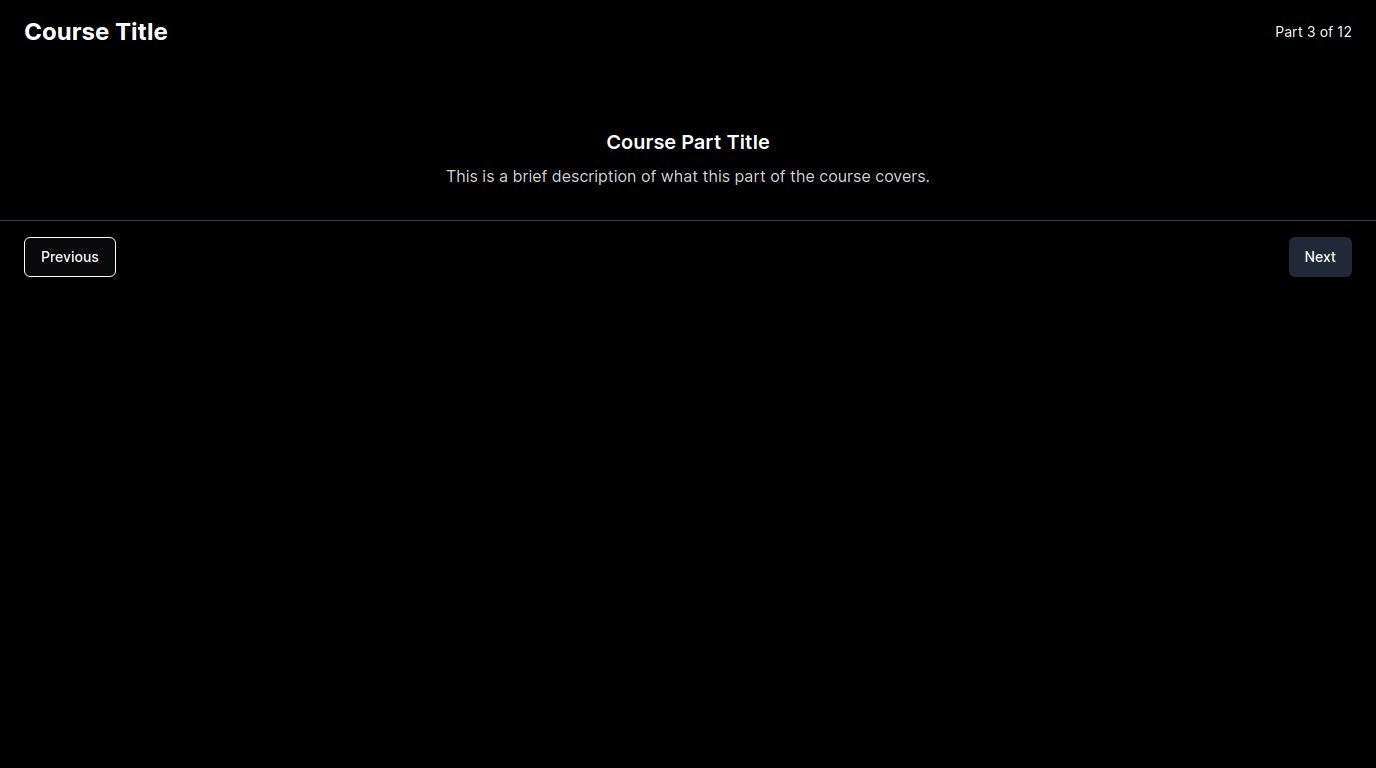 Course Title
Part 3 of 12
Course Part Title
This is a brief description of what this part of the course covers.
Previous
Next